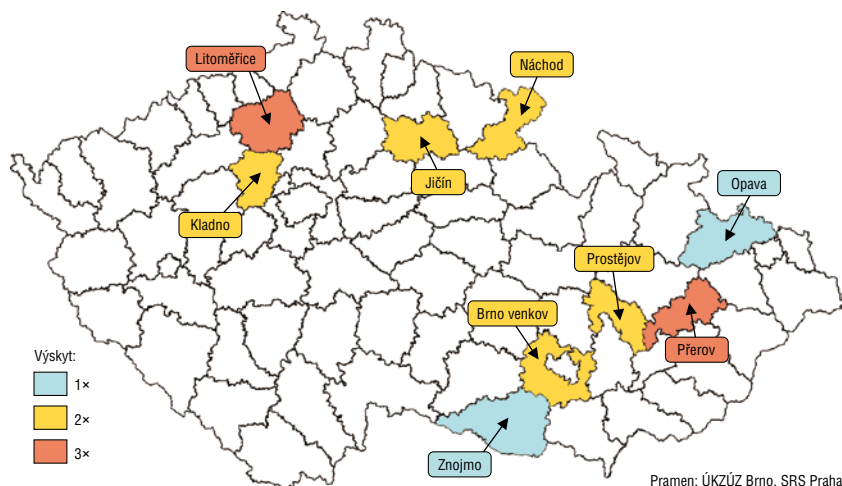 Litoměřice
Náchod
Jičín
Opava
Kladno
Prostějov
Brno venkov
Přerov
Výskyt:
1×
2×
3×
Znojmo
Pramen: ÚKZÚZ Brno, SRS Praha